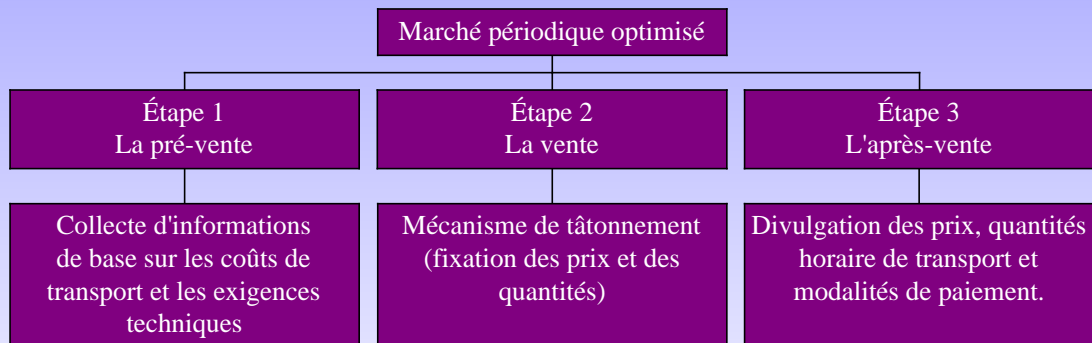 Marché périodique optimisé
Étape 1
La pré-vente
Étape 2
La vente
Étape 3
L'après-vente
Collecte d'informations
de base sur les coûts de
transport et les exigences
techniques
Mécanisme de tâtonnement
(fixation des prix et des
quantités)
Divulgation des prix, quantités
horaire de transport et
modalités de paiement.